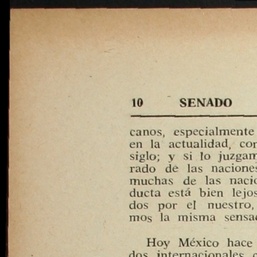 10 SENADO
canos, especialmente
en la actualidad, con
siglo; y si lo juzgam
rado de las naciones
muchas de las nacio
ducta está bien lejos
dos por el nuestro,
mos la misma sensac
Hoy México hace
dos internacionales